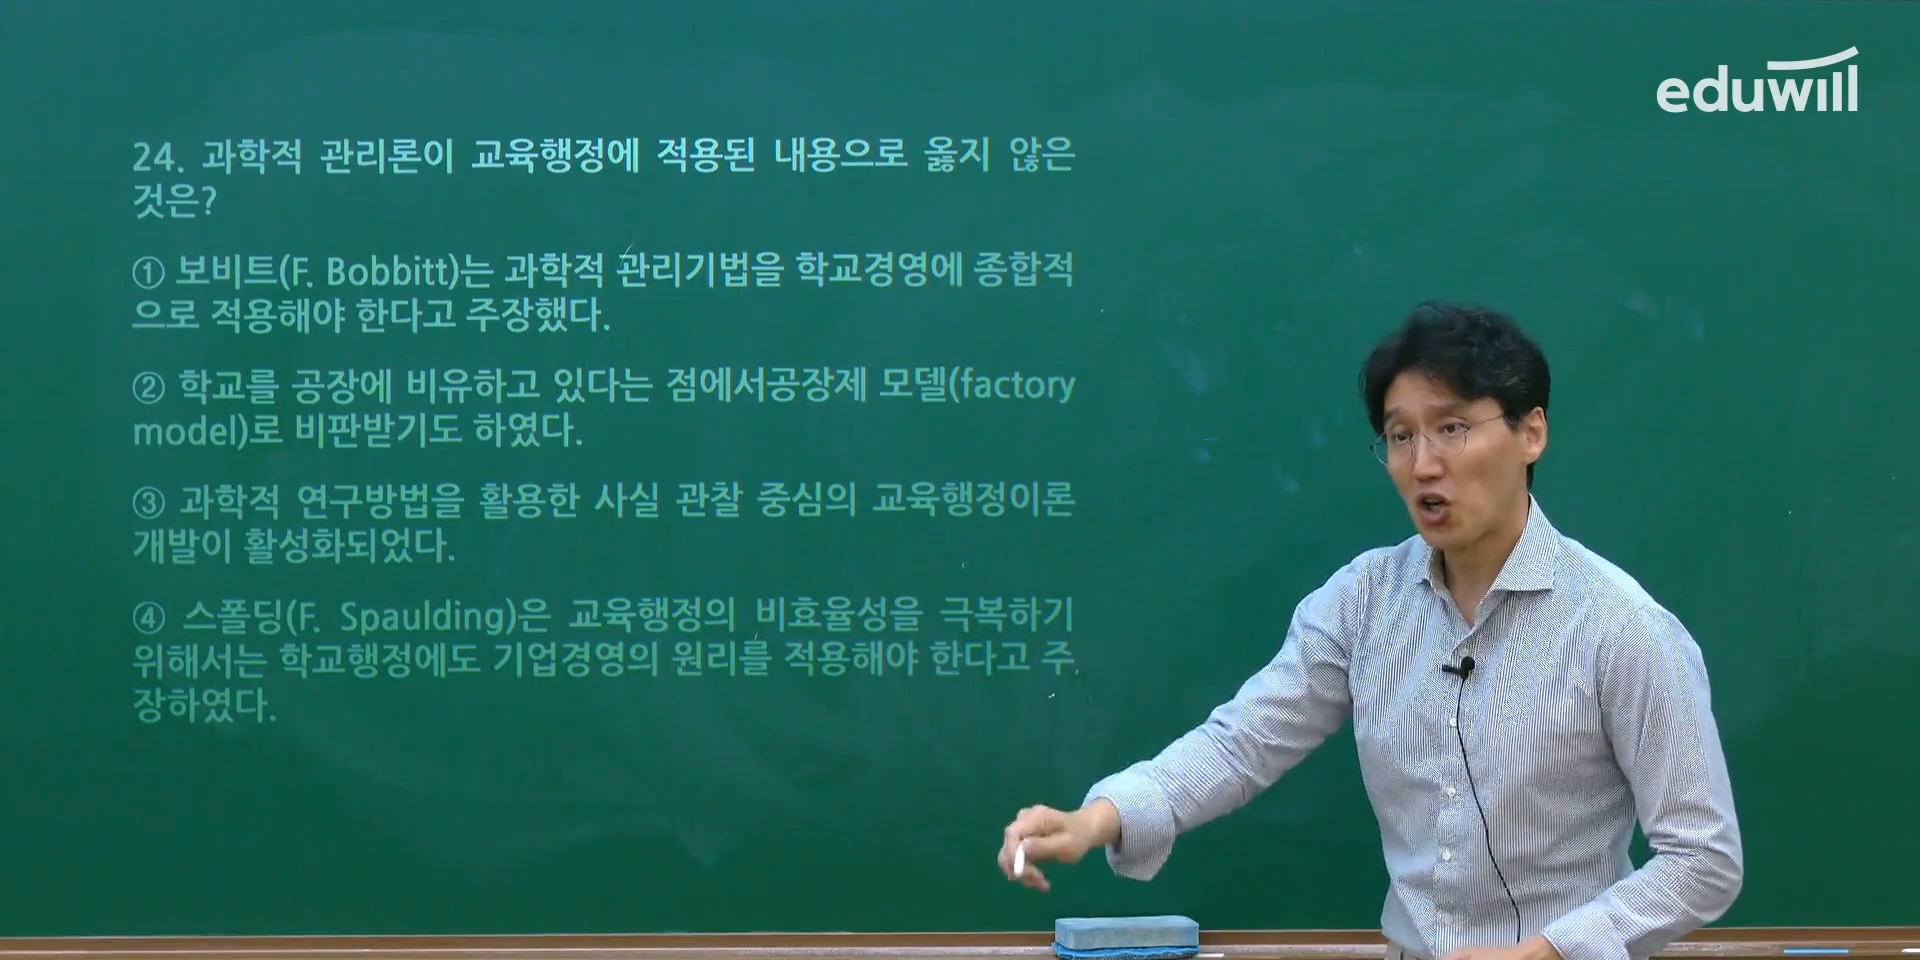 eduwill
24. 과학적 관리론이 교육행정에 적용된 내용으로 옳지 않은
것은?
① 보비트(F. Bobbitt)는 과학적 관리기법을 학교경영에 종합적
으로 적용해야 한다고 주장했다.
② 학교를 공장에 비유하고 있다는 점에서공장제 모델(factory
model)로 비판받기도 하였다.
③ 과학적 연구방법을 활용한 사실 관찰 중심의 교육행정이론
개발이 활성화되었다.
④ 스폴딩(F. Spaulding)은 교육행정의 비효율성을 극복하기
위해서는 학교행정에도 기업경영의 원리를 적용해야 한다고 주
장하였다.